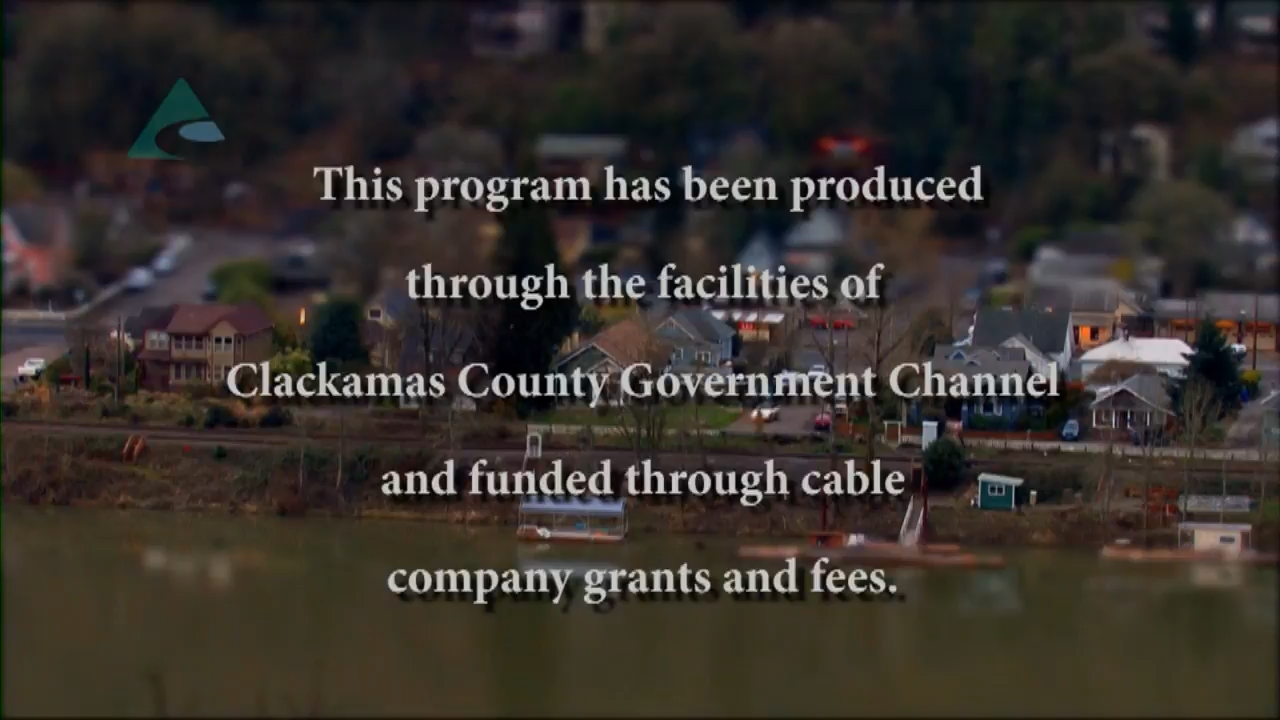 This program has been produced
through the facilities of
Clackamas County Government Channel
and funded through cable
company grants and fees.